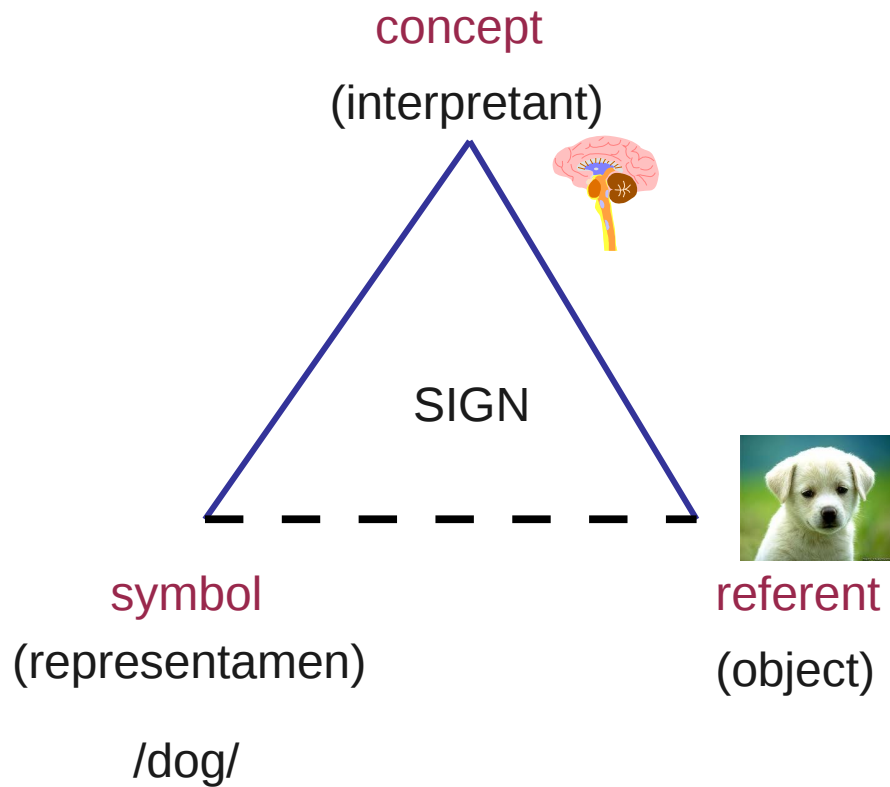 concept
(interpretant)
SIGN
symbol
(representamen)
/dog/
referent
(object)